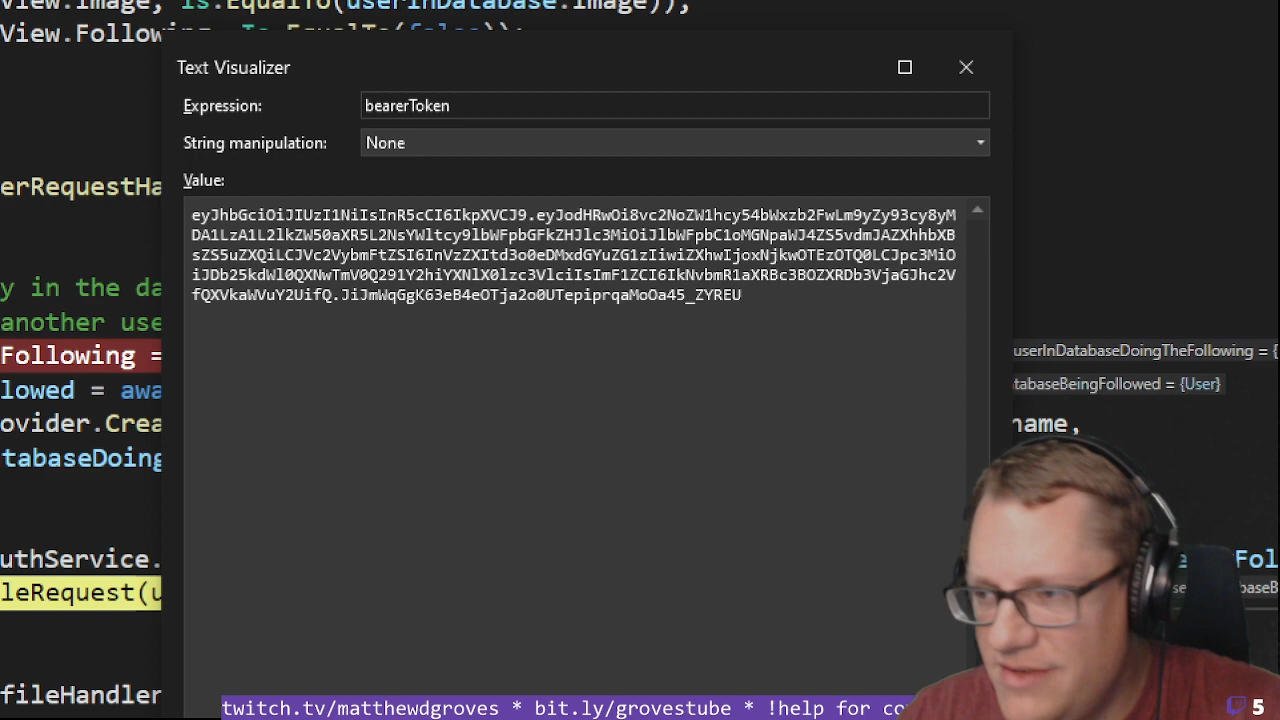 View.Image, Is.EqualTo(userInDatabase.Image));
View.Following, Is.EqualTo(false));
Text Visualizer
Expression:
bearerToken
String manipulation:
None
Value:
erRequestHa
eyJhbGciOiJIUzI1NiIsInR5cCI6IkpXVCJ9.eyJodHRwOi8vc2NoZW1hcy54bWxzb2FwLm9yZy93cy8yM
DA1LzA1L2lkZW50aXR5L2NsYWltcy9lbWFpbGFkZHJlc3MiOiJlbWFpbC1oMGNpaWJ4ZS5vdmJAZXhhbXB
sZS5uZXQiLCJVc2VybmFtZSI6InVzZXItd3o0eDMxdGYuZG1zIiwiZXhwIjoxNjkwOTEzOTQ0LCJpc3MiO
iJDb25kdWl0QXNwTmV0Q291Y2hiYXNlX0lzc3VlciIsImF1ZCI6IkNvbmR1aXRBc3BOZXRDb3VjaGJhc2V
fQXVkaWVuY2UifQ.JiJmWqGgK63eB4eOTja2o0UTepiprqaMoOa45_ZYREU
y in the da
another use
Following =
userInDatabaseDoingTheFollowing = {
lowed = awa
tabaseBeingFollowed = {User}
ovider.Crea
name,
tabaseDoing
uthService.
Fol
leRequest(u
fileHandler
twitch.tv/matthewdgroves * bit.ly/grovestube * !help for co
5